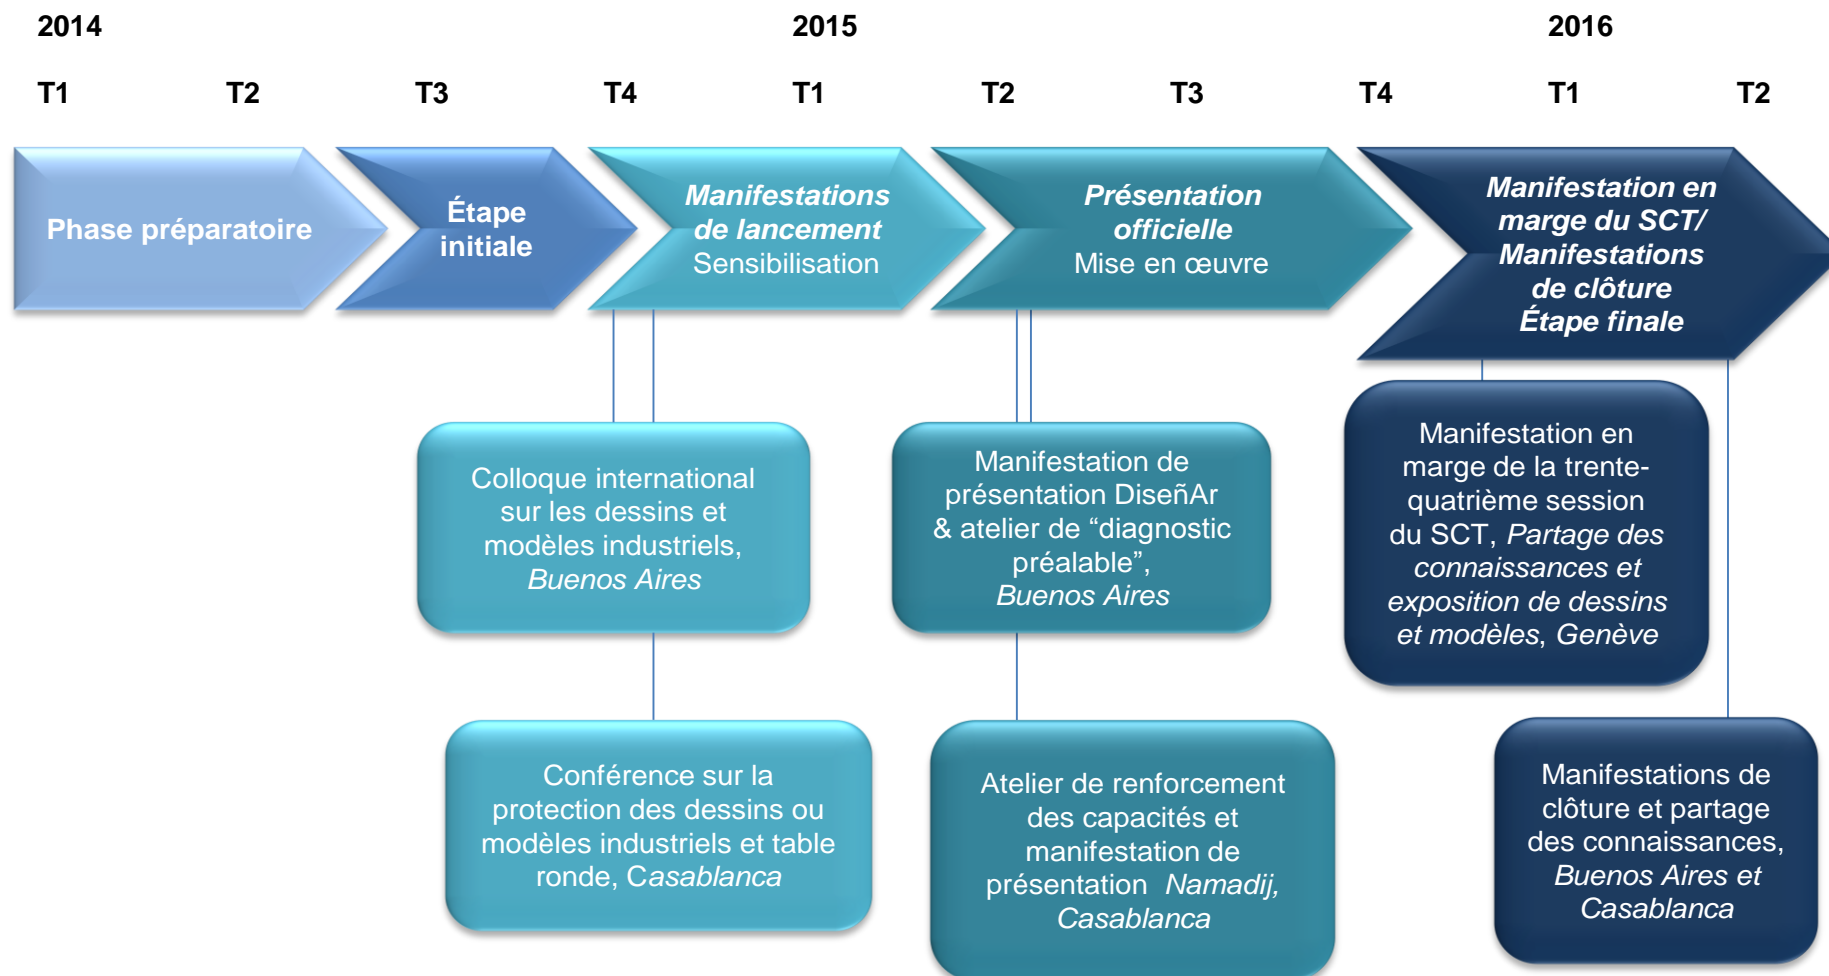 2014 2015 2016
T1 T2 T3 T4 T1 T2 T3 T4 T1 T2
Phase préparatoire
Étape
initiale
Manifestations
de lancement
Sensibilisation
Présentation
officielle
Mise en œuvre
Manifestation en
marge du SCT/
Manifestations
de clôture
Étape finale
Colloque international
sur les dessins et
modèles industriels,
Buenos Aires
Manifestation de
présentation DiseñAr
& atelier de “diagnostic
préalable”,
Buenos Aires
Manifestation en
marge de la trente-
quatrième session
du SCT, Partage des
connaissances et
exposition de dessins
et modèles, Genève
Conférence sur la
protection des dessins ou
modèles industriels et table
ronde, Casablanca
Atelier de renforcement
des capacités et
manifestation de
présentation Namadij,
Casablanca
Manifestations de
clôture et partage
des connaissances,
Buenos Aires et
Casablanca